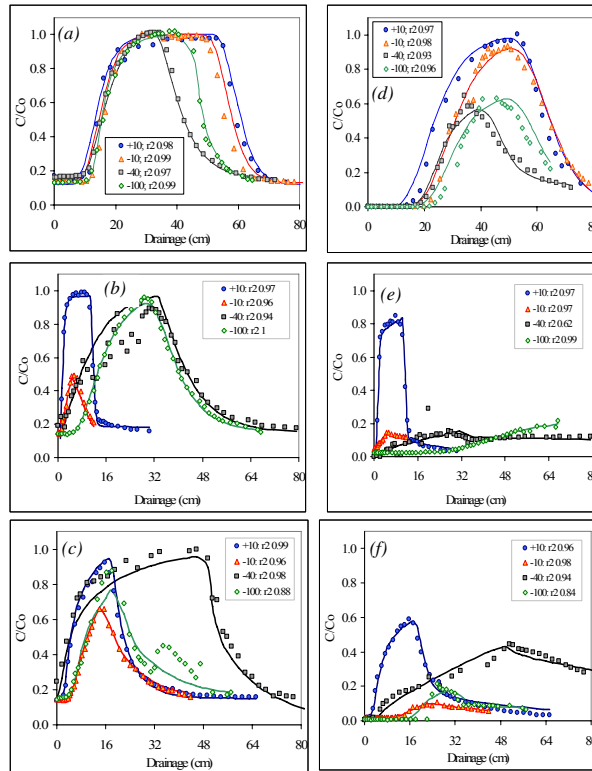 (a)
C/Co
1.0
0.8
0.6
0.4
0.2
0.0
+10; r2 0.98
-10; r2 0.99
-40; r2 0.97
-100; r2 0.99
0 20 40 60 80
Drainage (cm)
(d)
C/Co
1.0
0.8
0.6
0.4
0.2
0.0
+10; r2 0.97
-10; r2 0.98
-40; r2 0.93
-100; r2 0.96
0 20 40 60 80
Drainage (cm)
(b)
C/Co
1.0
0.8
0.6
0.4
0.2
0.0
+10: r2 0.97
-10: r2 0.96
-40: r2 0.94
-100: r2 1
0 16 32 48 64 80
Drainage (cm)
(e)
C/Co
1.0
0.8
0.6
0.4
0.2
0.0
+10: r2 0.97
-10: r2 0.97
-40: r2 0.62
-100: r2 0.99
0 16 32 48 64 80
Drainage (cm)
(c)
C/Co
1.0
0.8
0.6
0.4
0.2
0.0
+10: r2 0.99
-10: r2 0.96
-40: r2 0.98
-100: r2 0.88
0 16 32 48 64 80
Drainage (cm)
(f)
C/Co
1.0
0.8
0.6
0.4
0.2
0.0
+10: r2 0.96
-10: r2 0.98
-40: r2 0.94
-100: r2 0.84
0 16 32 48 64 80
Drainage (cm)